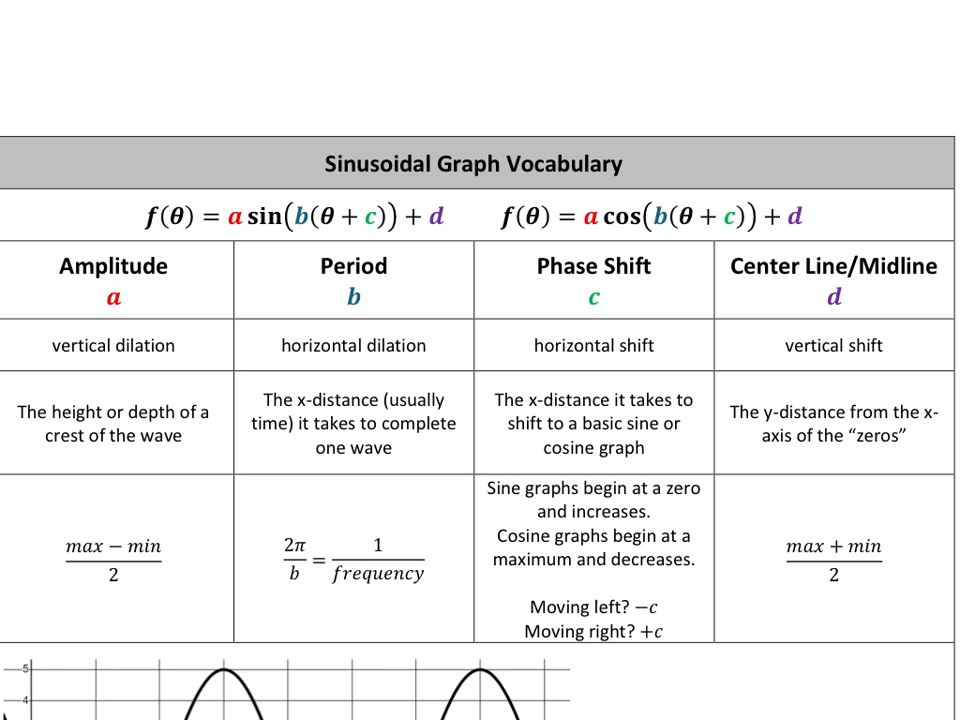 Sinusoidal Graph Vocabulary
f(θ) = a sin(b(θ + c)) + d f(θ) = a cos(b(θ + c)) + d
Amplitude
a
Period
b
Phase Shift
c
Center Line/Midline
d
vertical dilation
horizontal dilation
horizontal shift
vertical shift
The height or depth of a
crest of the wave
The x-distance (usually
time) it takes to complete
one wave
The x-distance it takes to
shift to a basic sine or
cosine graph
The y-distance from the x-
axis of the “zeros”
max − min
2
2π
b
=
1
frequency
Sine graphs begin at a zero
and increases.
Cosine graphs begin at a
maximum and decreases.
Moving left? −c
Moving right? +c
max + min
2
5
4